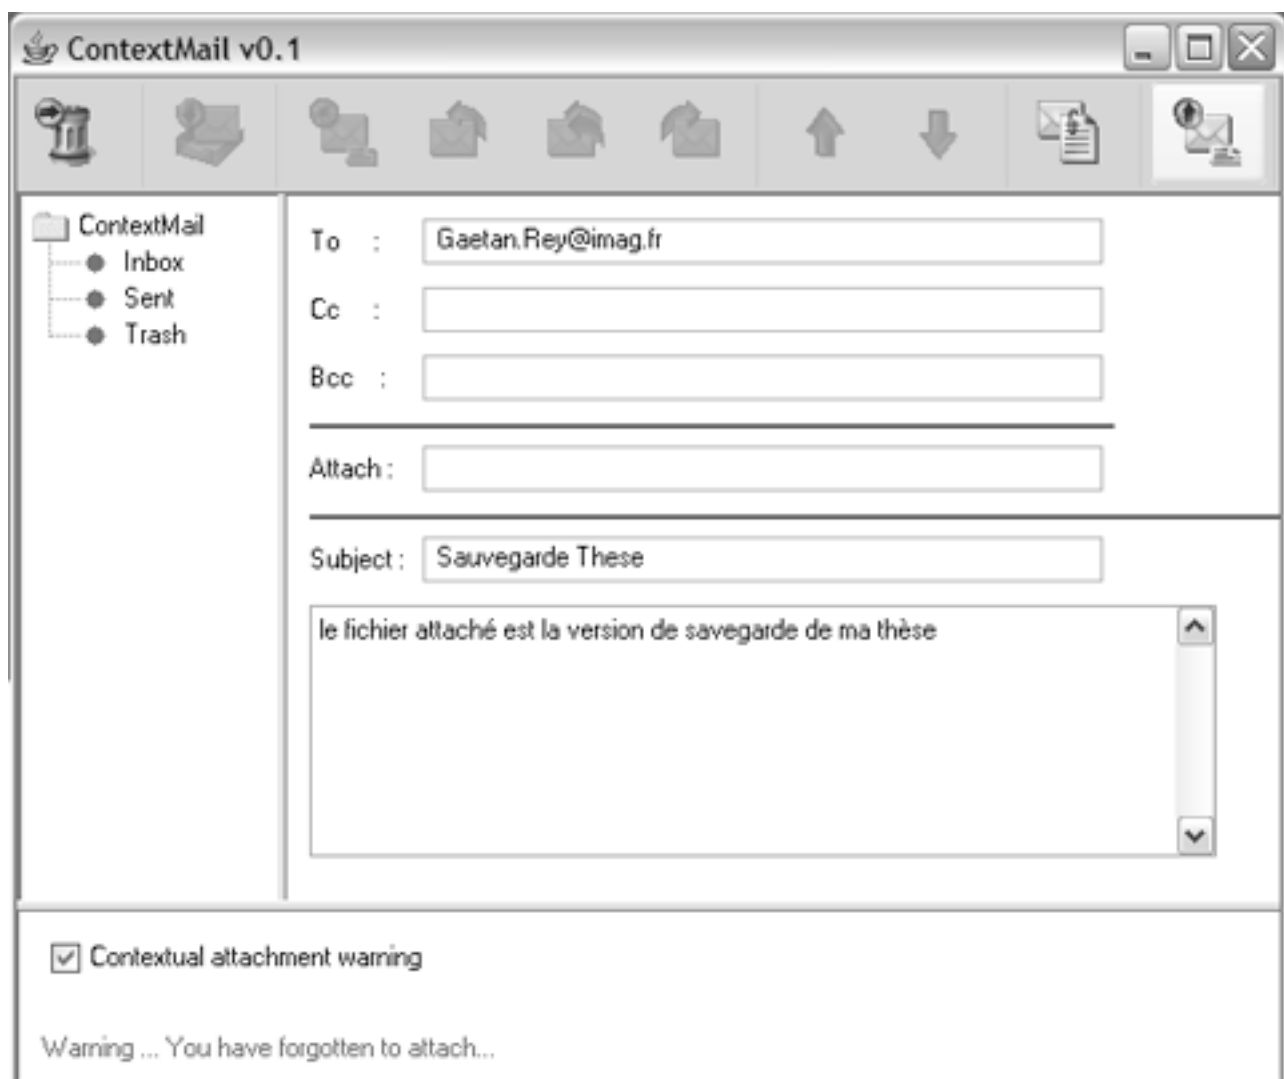 ContextMail v0.1
ContextMail
Inbox
Sent
Trash
To : Gaetan.Rey@imag.fr
Cc :
Bcc :
Attach :
Subject : Sauvegarde These
le fichier attaché est la version de savegarde de ma thèse
Contextual attachment warning
Warning ... You have forgotten to attach...